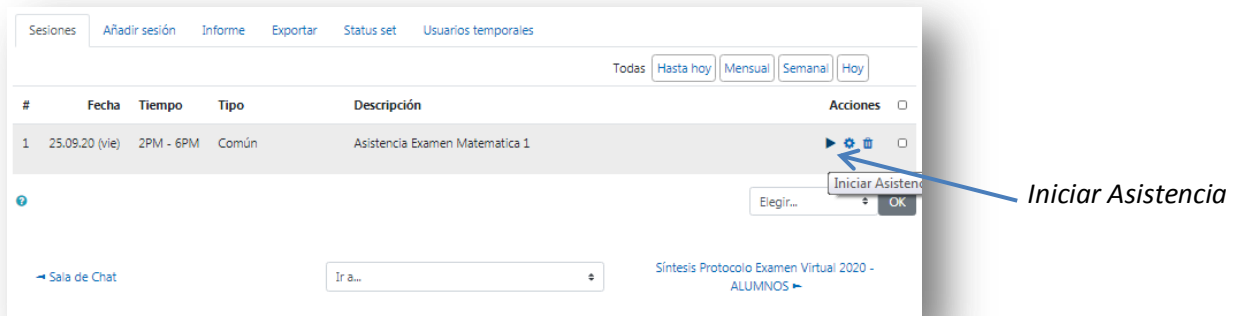 Sesiones Añadir sesión Informe Exportar Status set Usuarios temporales
Todas Hasta hoy Mensual Semanal Hoy
# Fecha Tiempo Tipo Descripción Acciones
1 25.09.20 (vie) 2PM - 6PM Común Asistencia Examen Matematica 1
Iniciar Asistenc
Iniciar Asistencia
Elegir... OK
◄ Sala de Chat Ir a... Síntesis Protocolo Examen Virtual 2020 -
ALUMNOS ►